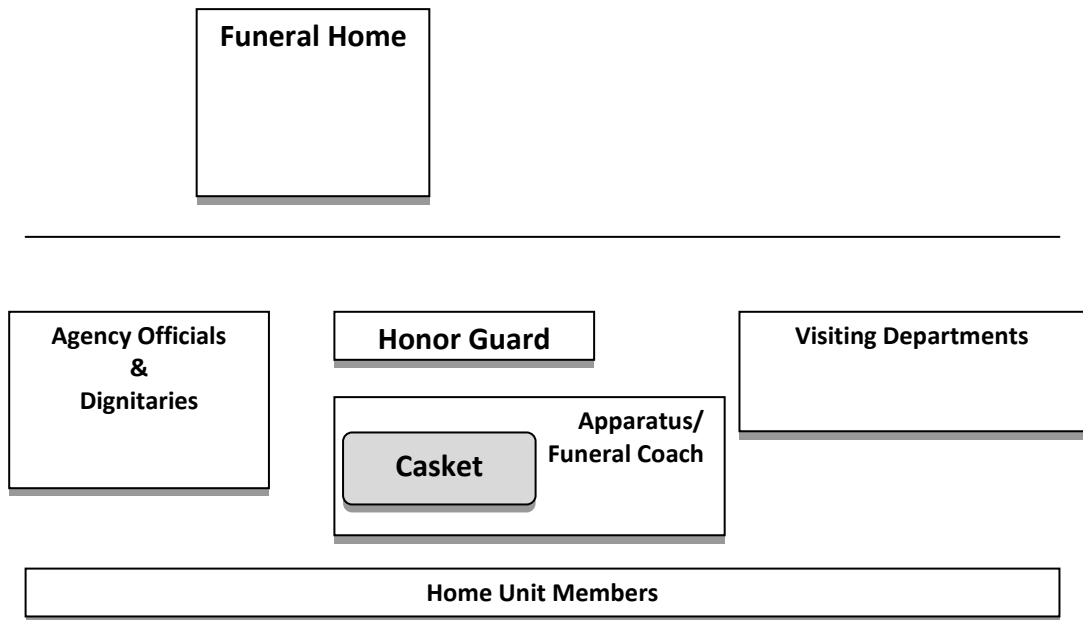 Funeral Home
Agency Officials
&
Dignitaries
Honor Guard
Visiting Departments
Apparatus/
Funeral Coach
Casket
Home Unit Members